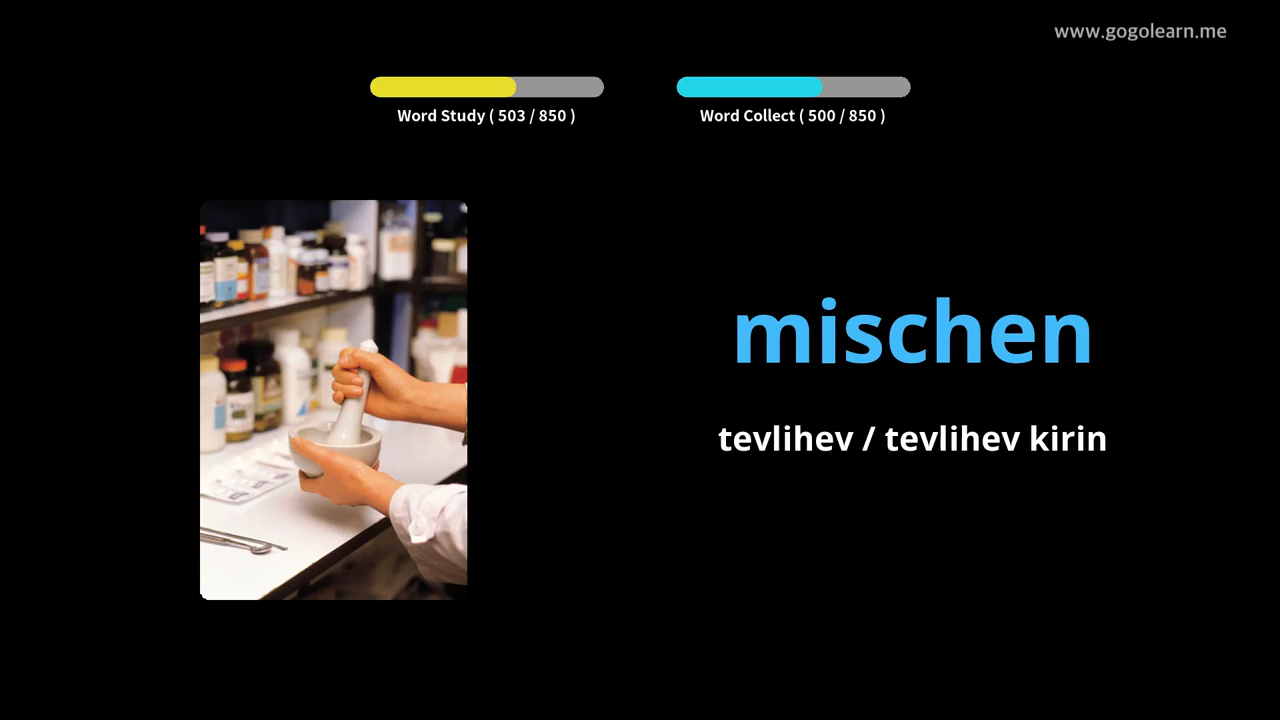 www.gogolearn.me
Word Study ( 503 / 850 )
Word Collect ( 500 / 850 )
mischen
tevlihev / tevlihev kirin